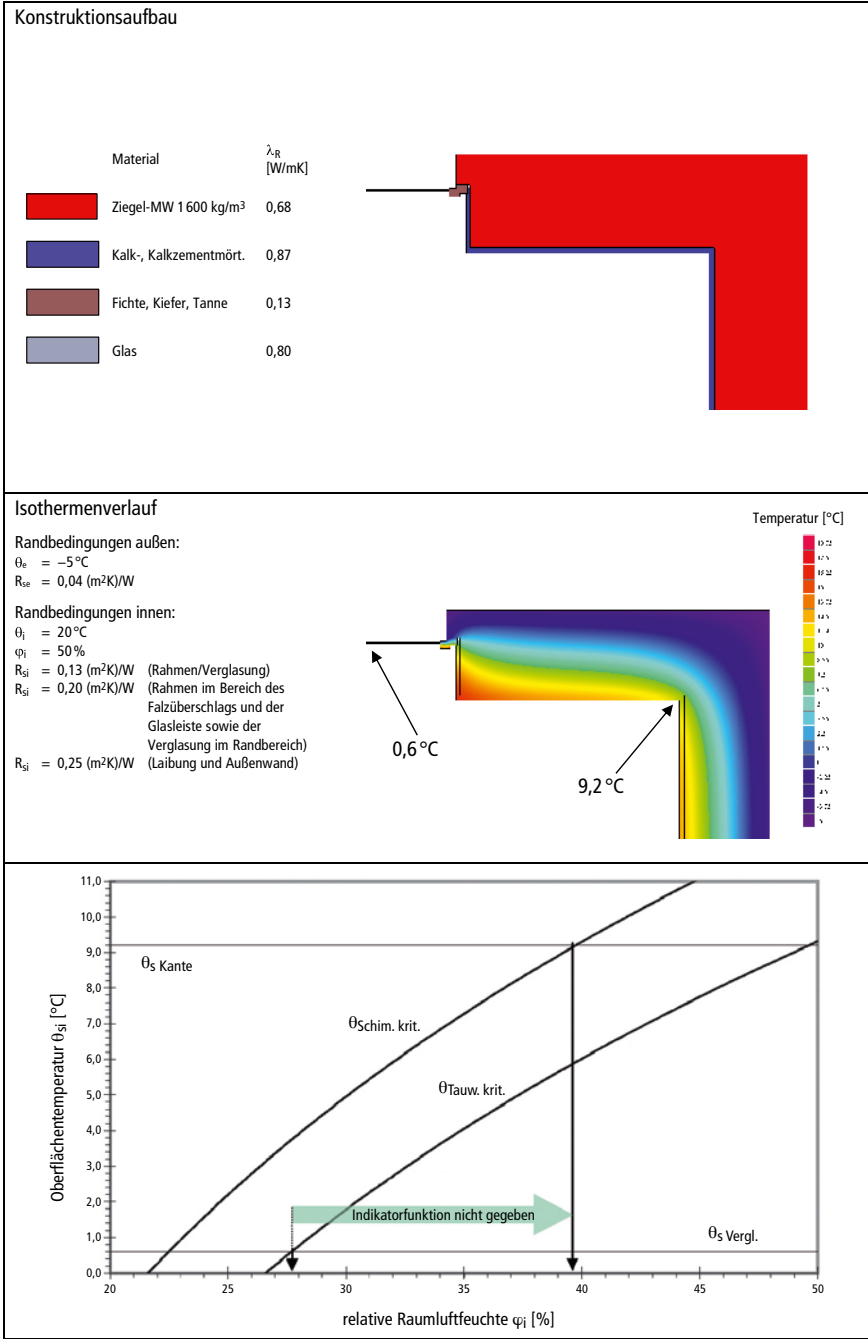 Konstruktionsaufbau
Material
λR
[W/mK]
Ziegel-MW 1600 kg/m³ 0,68
Kalk-, Kalkzementmört. 0,87
Fichte, Kiefer, Tanne 0,13
Glas 0,80
Isothermenverlauf
Temperatur [°C]
Randbedingungen außen:
θe = –5°C
Rse = 0,04 (m²K)/W
Randbedingungen innen:
θi = 20°C
φi = 50%
Rsi = 0,13 (m²K)/W (Rahmen/Verglasung)
Rsi = 0,20 (m²K)/W (Rahmen im Bereich des
Falzüberschlags und der
Glasleiste sowie der
Verglasung im Randbereich)
Rsi = 0,25 (m²K)/W (Laibung und Außenwand)
0,6°C
9,2°C
Oberflächentemperatur θsi [°C]
11,0
10,0
9,0
8,0
7,0
6,0
5,0
4,0
3,0
2,0
1,0
0,0
θs Kante
θSchim. krit.
θTauw. krit.
Indikatorfunktion nicht gegeben
θs Vergl.
20 25 30 35 40 45 50
relative Raumluftfeuchte φi [%]